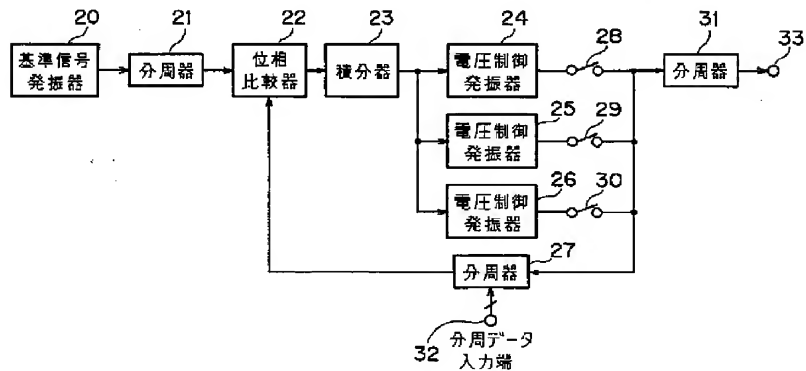 20
21
22
23
24
28
31
33
基準信号
発振器
分周器
位相
比較器
積分器
電圧制御
発振器
分周器
25
29
電圧制御
発振器
26
30
電圧制御
発振器
27
分周器
32
分周データ
入力端